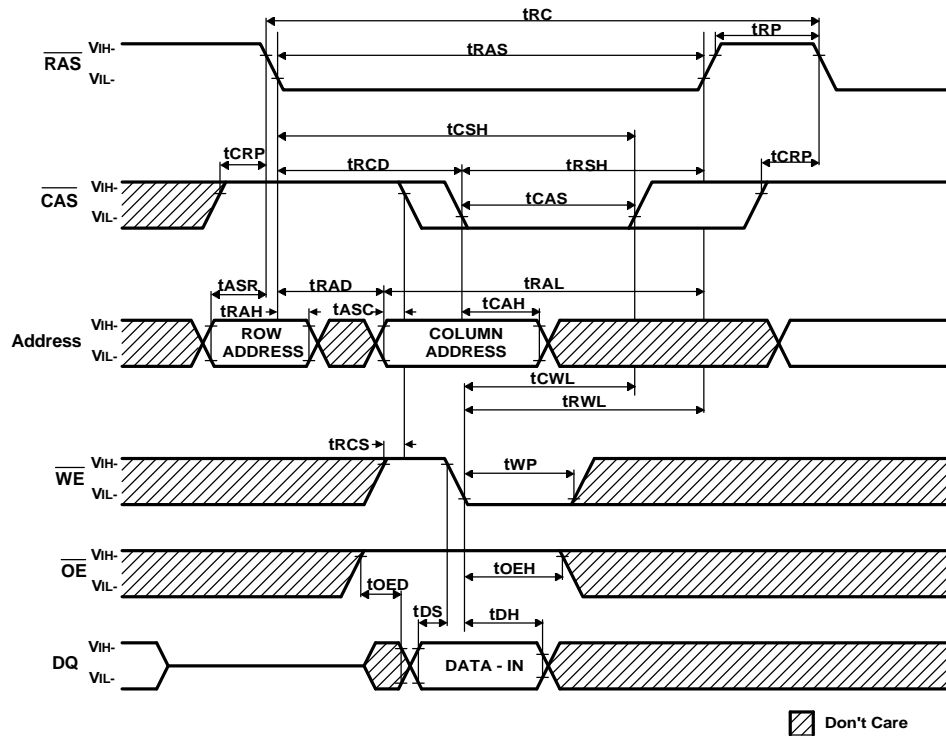 tRC
tRP
VIH-
RAS
tRAS
VIL-
tCSH
tCRP
tRCD
tRSH
tCRP
VIH-
CAS
tCAS
VIL-
tASR
tRAD
tRAL
tRAH
tASC
tCAH
VIH-
Address
ROW
ADDRESS
COLUMN
ADDRESS
VIL-
tCWL
tRWL
tRCS
VIH-
WE
tWP
VIL-
VIH-
OE
tOEH
VIL-
tOED
tDS
tDH
VIH-
DQ
DATA - IN
VIL-
Don't Care